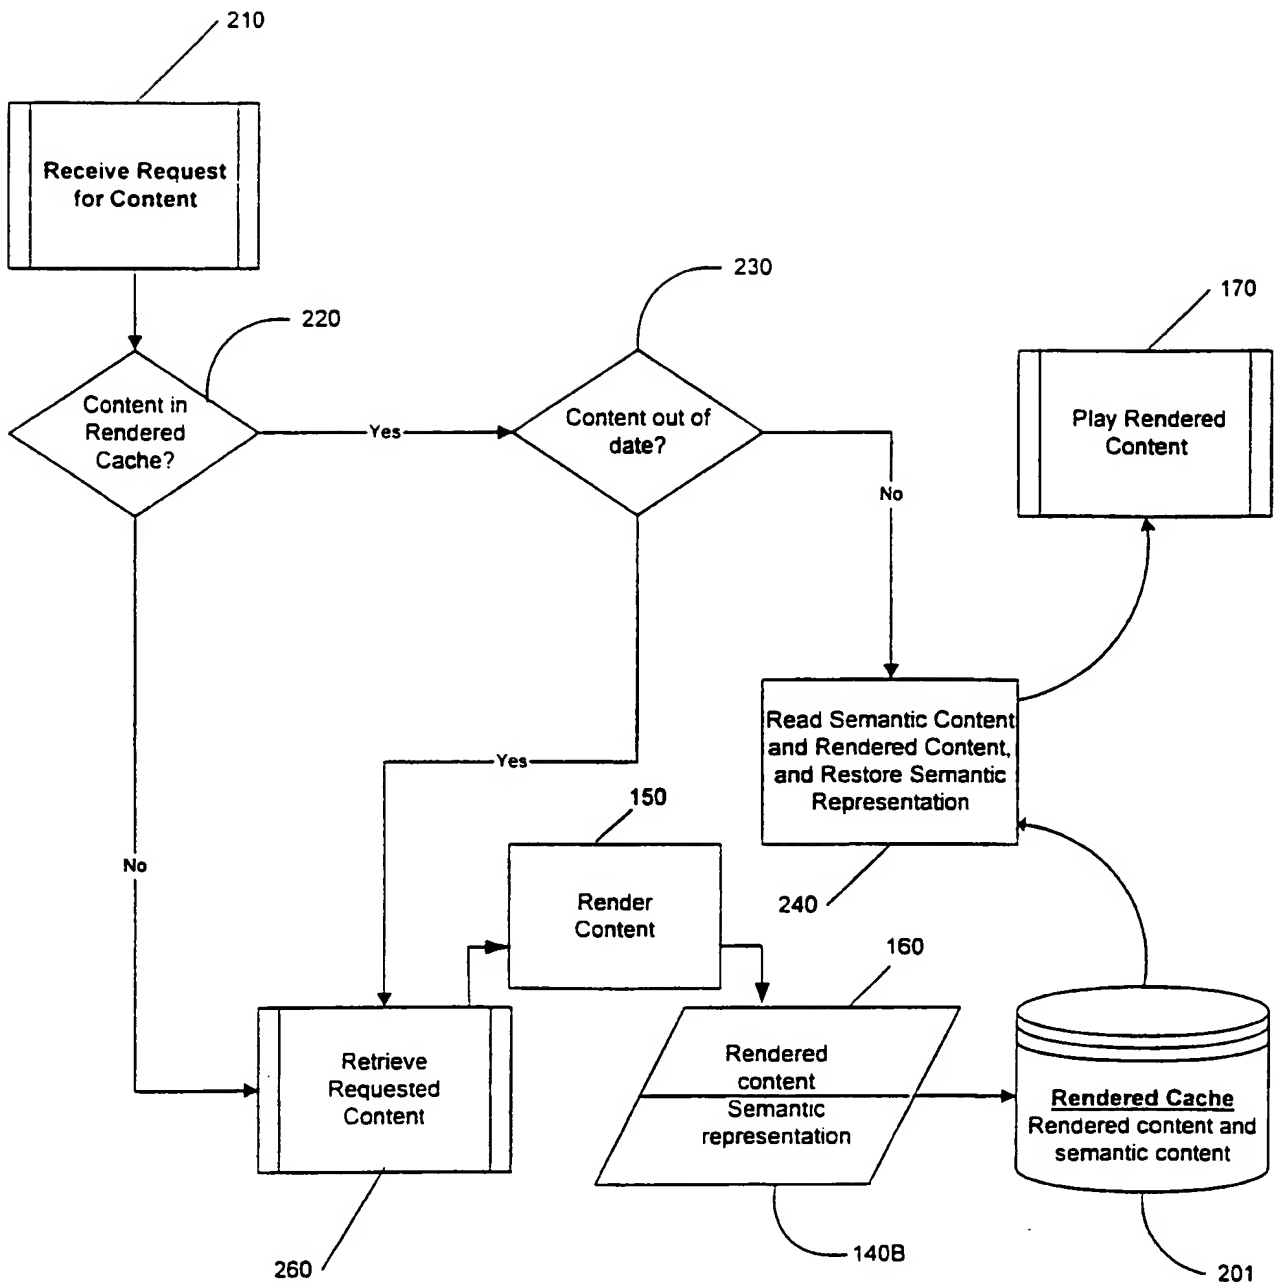 210
Receive Request
for Content
230
170
220
Content in
Rendered
Cache?
Yes
Content out of
date?
No
Play Rendered
Content
Read Semantic Content
and Rendered Content,
and Restore Semantic
Representation
Yes
150
No
Render
Content
240
160
Retrieve
Requested
Content
Rendered
content
Semantic
representation
Rendered Cache
Rendered content and
semantic content
260
140B
201